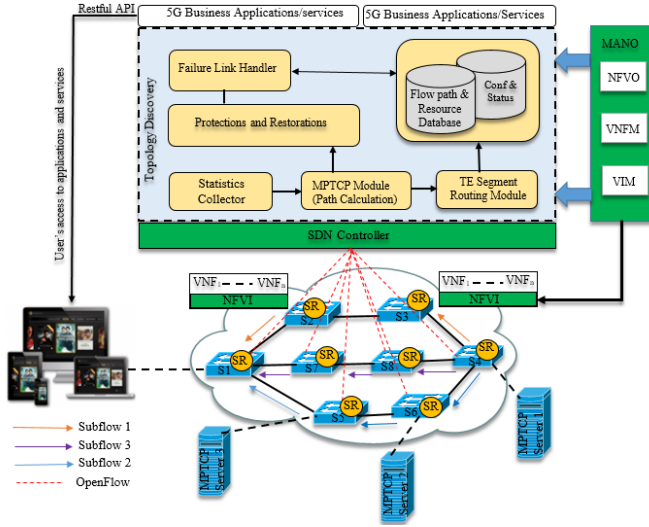 Restful API
5G Business Applications/services
5G Business Applications/Services
User's access to applications and services
Topology Discovery
Failure Link Handler
Flow path &
Resource
Database
Conf &
Status
Protections and Restorations
Statistics
Collector
MPTCP Module
(Path Calculation)
TE Segment
Routing Module
SDN Controller
MANO
NFVO
VNFM
VIM
VNF1
VNFn
NFVI
VNF1
VNFn
NFVI
SR
S2
SR
S3
SR
S1
SR
S7
SR
S8
SR
S4
SR
S5
SR
S6
MPTCP
Server 1
MPTCP
Server 2
MPTCP
Server 3
Subflow 1
Subflow 3
Subflow 2
OpenFlow